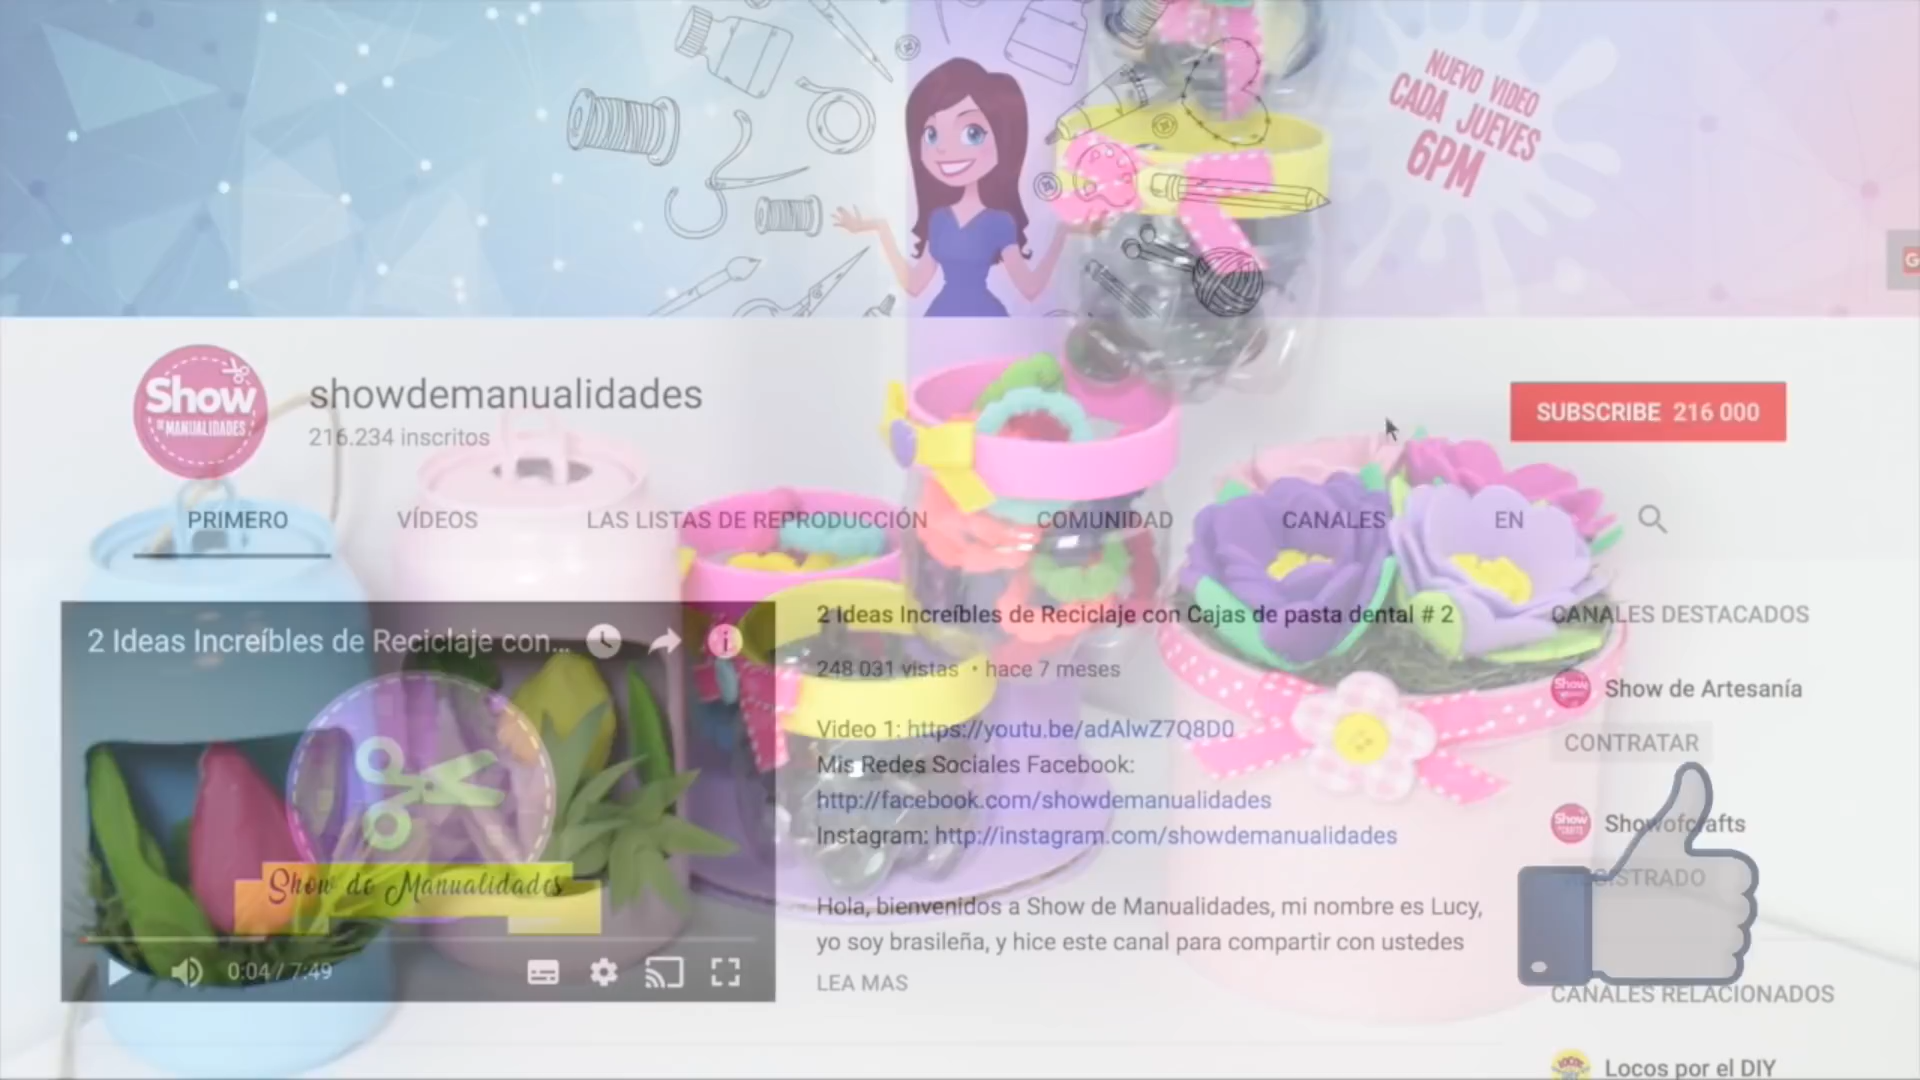 NUEVO VIDEO
CADA JUEVES
6PM
Show
DE MANUALIDADES
showdemanualidades
216.234 inscritos
SUBSCRIBE 216 000
PRIMERO VÍDEOS LAS LISTAS DE REPRODUCCIÓN COMUNIDAD CANALES EN
2 Ideas Increíbles de Reciclaje con...
Show de Manualidades
0:04 / 7:49
2 Ideas Increíbles de Reciclaje con Cajas de pasta dental # 2
248 031 vistas • hace 7 meses
Video 1: https://youtu.be/adAlwZ7Q8D0
Mis Redes Sociales Facebook:
http://facebook.com/showdemanualidades
Instagram: http://instagram.com/showdemanualidades
Hola, bienvenidos a Show de Manualidades, mi nombre es Lucy,
yo soy brasileña, y hice este canal para compartir con ustedes
LEA MAS
CANALES DESTACADOS
Show
Show de Artesanía
CONTRATAR
Show
Showofcrafts
REGISTRADO
CANALES RELACIONADOS
Locos por el DIY
G